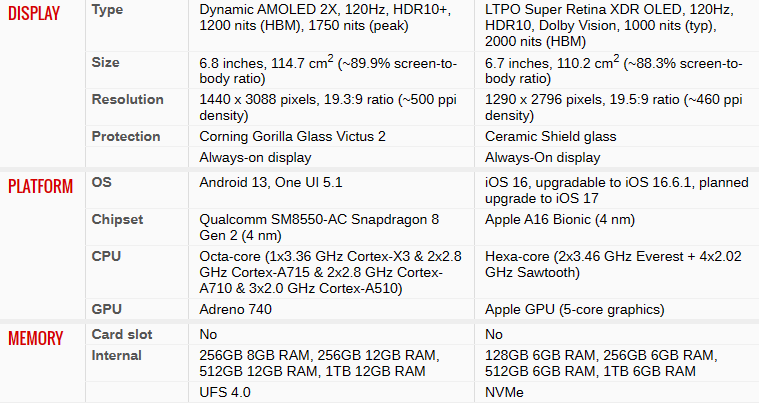 DISPLAY
Type
Dynamic AMOLED 2X, 120Hz, HDR10+,
1200 nits (HBM), 1750 nits (peak)
LTPO Super Retina XDR OLED, 120Hz,
HDR10, Dolby Vision, 1000 nits (typ),
2000 nits (HBM)
Size
6.8 inches, 114.7 cm2 (~89.9% screen-to-
body ratio)
6.7 inches, 110.2 cm2 (~88.3% screen-to-
body ratio)
Resolution
1440 x 3088 pixels, 19.3:9 ratio (~500 ppi
density)
1290 x 2796 pixels, 19.5:9 ratio (~460 ppi
density)
Protection
Corning Gorilla Glass Victus 2
Ceramic Shield glass
Always-on display
Always-On display
PLATFORM
OS
Android 13, One UI 5.1
iOS 16, upgradable to iOS 16.6.1, planned
upgrade to iOS 17
Chipset
Qualcomm SM8550-AC Snapdragon 8
Gen 2 (4 nm)
Apple A16 Bionic (4 nm)
CPU
Octa-core (1x3.36 GHz Cortex-X3 & 2x2.8
GHz Cortex-A715 & 2x2.8 GHz Cortex-
A710 & 3x2.0 GHz Cortex-A510)
Hexa-core (2x3.46 GHz Everest + 4x2.02
GHz Sawtooth)
GPU
Adreno 740
Apple GPU (5-core graphics)
MEMORY
Card slot
No
No
Internal
256GB 8GB RAM, 256GB 12GB RAM,
512GB 12GB RAM, 1TB 12GB RAM
128GB 6GB RAM, 256GB 6GB RAM,
512GB 6GB RAM, 1TB 6GB RAM
UFS 4.0
NVMe